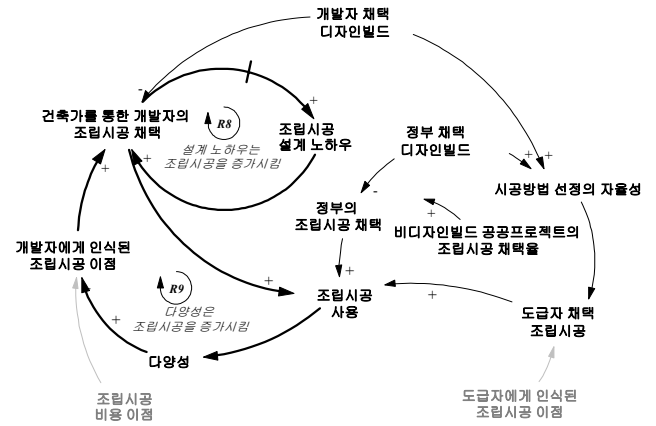 개발자 채택
디자인빌드
-
+
건축가를 통한 개발자의
조립시공 채택
R8
조립시공
설계 노하우
정부 채택
디자인빌드
설계 노하우는
조립시공을 증가시킴
+
+
+
+
시공방법 선정의 자율성
-
정부의
조립시공 채택
+
비디자인빌드 공공프로젝트의
조립시공 채택율
개발자에게 인식된
조립시공 이점
R9
다양성은
조립시공을 증가시킴
+
+
조립시공
사용
+
도급자 채택
조립시공
+
다양성
조립시공
비용 이점
도급자에게 인식된
조립시공 이점